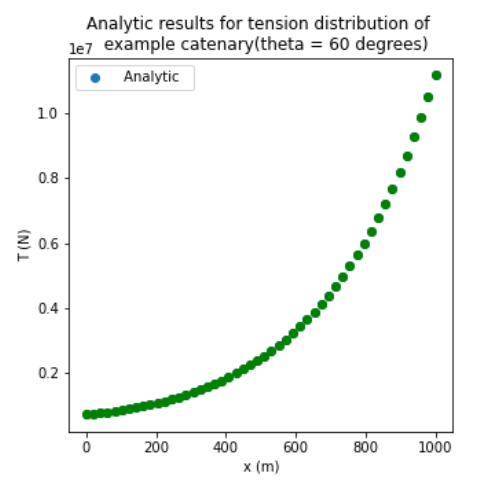 Analytic results for tension distribution of
example catenary(theta = 60 degrees)
1e7
Analytic
1.0
0.8
0.6
0.4
0.2
T (N)
0 200 400 600 800 1000
x (m)